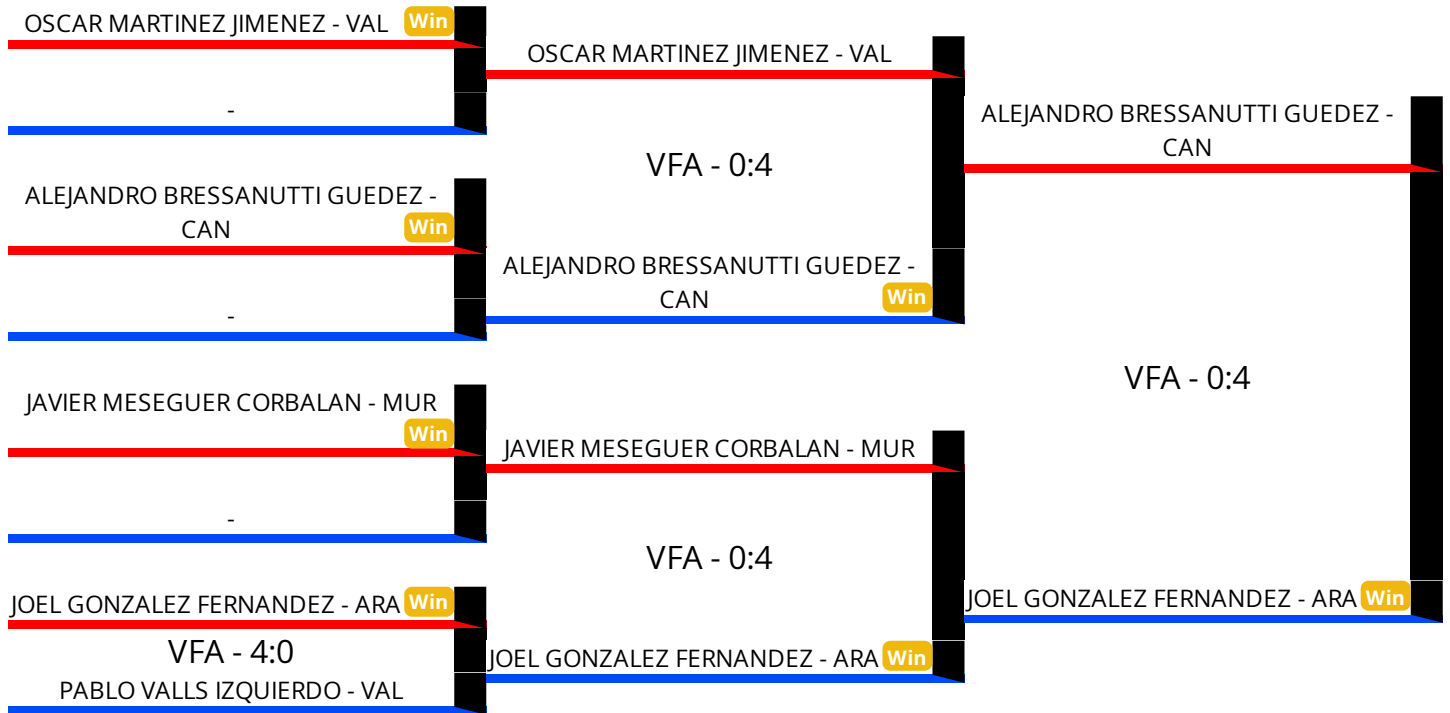 OSCAR MARTINEZ JIMENEZ - VAL Win
-
ALEJANDRO BRESSANUTTI GUEDEZ -
CAN Win
-
JAVIER MESEGUER CORBALAN - MUR
Win
-
JOEL GONZALEZ FERNANDEZ - ARA Win
VFA - 4:0
PABLO VALLS IZQUIERDO - VAL
OSCAR MARTINEZ JIMENEZ - VAL
VFA - 0:4
ALEJANDRO BRESSANUTTI GUEDEZ -
CAN Win
JAVIER MESEGUER CORBALAN - MUR
VFA - 0:4
JOEL GONZALEZ FERNANDEZ - ARA Win
ALEJANDRO BRESSANUTTI GUEDEZ -
CAN
VFA - 0:4
JOEL GONZALEZ FERNANDEZ - ARA Win